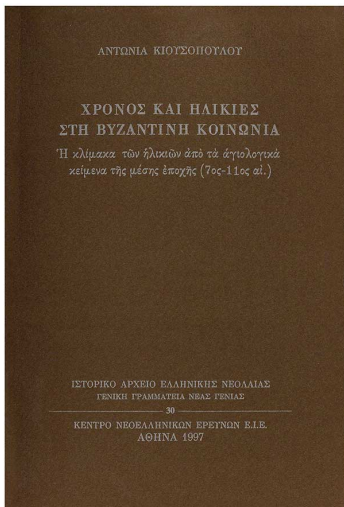 ΑΝΤΩΝΙΑ ΚΙΟΥΣΟΠΟΥΛΟΥ
ΧΡΟΝΟΣ ΚΑΙ ΗΛΙΚΙΕΣ
ΣΤΗ ΒΥΖΑΝΤΙΝΗ ΚΟΙΝΩΝΙΑ
Ἡ κλίμακα τῶν ἡλικιῶν ἀπὸ τὰ ἁγιολογικὰ
κείμενα τῆς μέσης ἐποχῆς (7ος-11ος αἰ.)
ΙΣΤΟΡΙΚΟ ΑΡΧΕΙΟ ΕΛΛΗΝΙΚΗΣ ΝΕΟΛΑΙΑΣ
ΓΕΝΙΚΗ ΓΡΑΜΜΑΤΕΙΑ ΝΕΑΣ ΓΕΝΙΑΣ
30
ΚΕΝΤΡΟ ΝΕΟΕΛΛΗΝΙΚΩΝ ΕΡΕΥΝΩΝ Ε.Ι.Ε.
ΑΘΗΝΑ 1997